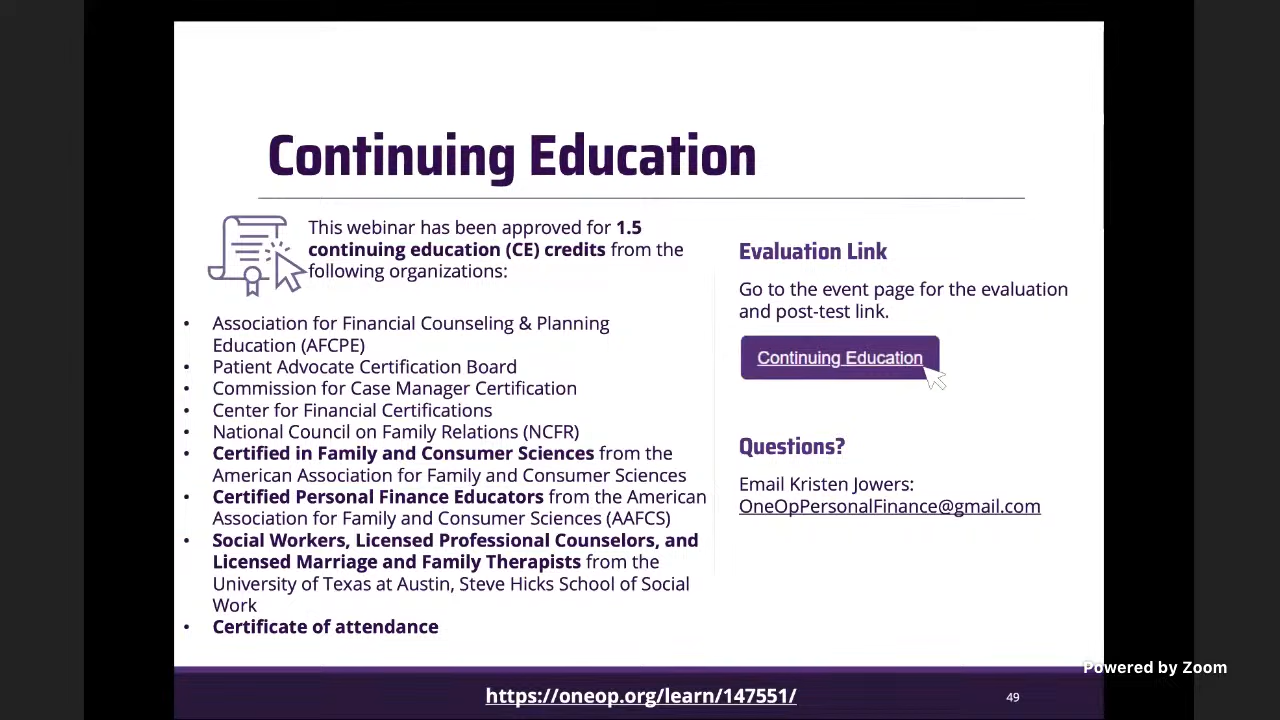 Continuing Education
This webinar has been approved for 1.5
continuing education (CE) credits from the
following organizations:
• Association for Financial Counseling & Planning
Education (AFCPE)
• Patient Advocate Certification Board
• Commission for Case Manager Certification
• Center for Financial Certifications
• National Council on Family Relations (NCFR)
• Certified in Family and Consumer Sciences from the
American Association for Family and Consumer Sciences
• Certified Personal Finance Educators from the American
Association for Family and Consumer Sciences (AAFCS)
• Social Workers, Licensed Professional Counselors, and
Licensed Marriage and Family Therapists from the
University of Texas at Austin, Steve Hicks School of Social
Work
• Certificate of attendance
Evaluation Link
Go to the event page for the evaluation
and post-test link.
Continuing Education
Questions?
Email Kristen Jowers:
OneOpPersonalFinance@gmail.com
Powered by Zoom
https://oneop.org/learn/147551/
49